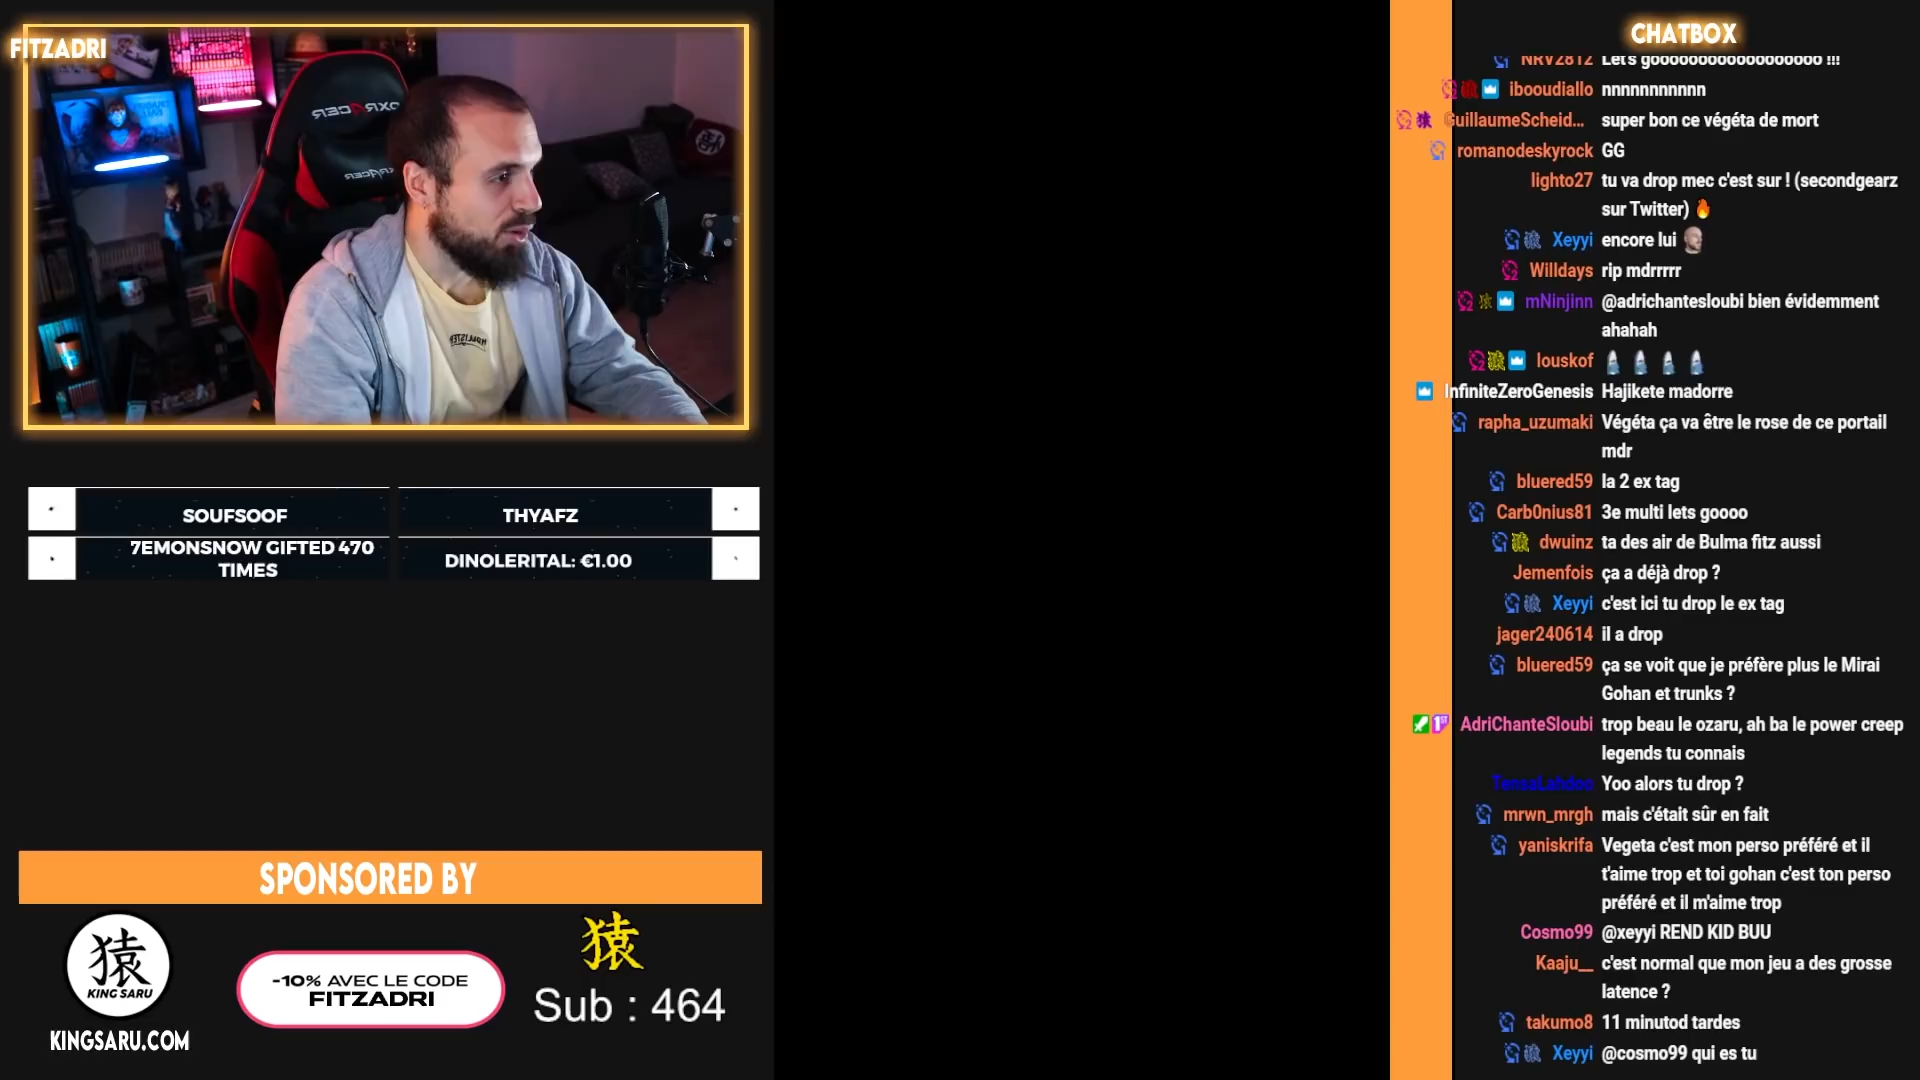 FITZADRI
SOUFSOOF
THYAFZ
7EMONSNOW GIFTED 470
TIMES
DINOLERITAL: €1.00
SPONSORED BY
猿
KING SARU
KINGSARU.COM
-10% AVEC LE CODE
FITZADRI
猿
Sub : 464
CHATBOX
NRV2812 Let's goooooooooooooooooo !!!
ibooudiallo nnnnnnnnnnn
GuillaumeScheid... super bon ce végéta de mort
romanodeskyrock GG
lighto27 tu va drop mec c'est sur ! (secondgearz
sur Twitter) 🔥
Xeyyi encore lui
Willdays rip mdrrrrr
mNinjinn @adrichantesloubi bien évidemment
ahahah
louskof
InfiniteZeroGenesis Hajikete madorre
rapha_uzumaki Végéta ça va être le rose de ce portail
mdr
bluered59 la 2 ex tag
Carb0nius81 3e multi lets goooo
dwuinz ta des air de Bulma fitz aussi
Jemenfois ça a déjà drop ?
Xeyyi c'est ici tu drop le ex tag
jager240614 il a drop
bluered59 ça se voit que je préfère plus le Mirai
Gohan et trunks ?
AdriChanteSloubi trop beau le ozaru, ah ba le power creep
legends tu connais
TensaLahdoo Yoo alors tu drop ?
mrwn_mrgh mais c'était sûr en fait
yaniskrifa Vegeta c'est mon perso préféré et il
t'aime trop et toi gohan c'est ton perso
préféré et il m'aime trop
Cosmo99 @xeyyi REND KID BUU
Kaaju__ c'est normal que mon jeu a des grosse
latence ?
takumo8 11 minutod tardes
Xeyyi @cosmo99 qui es tu